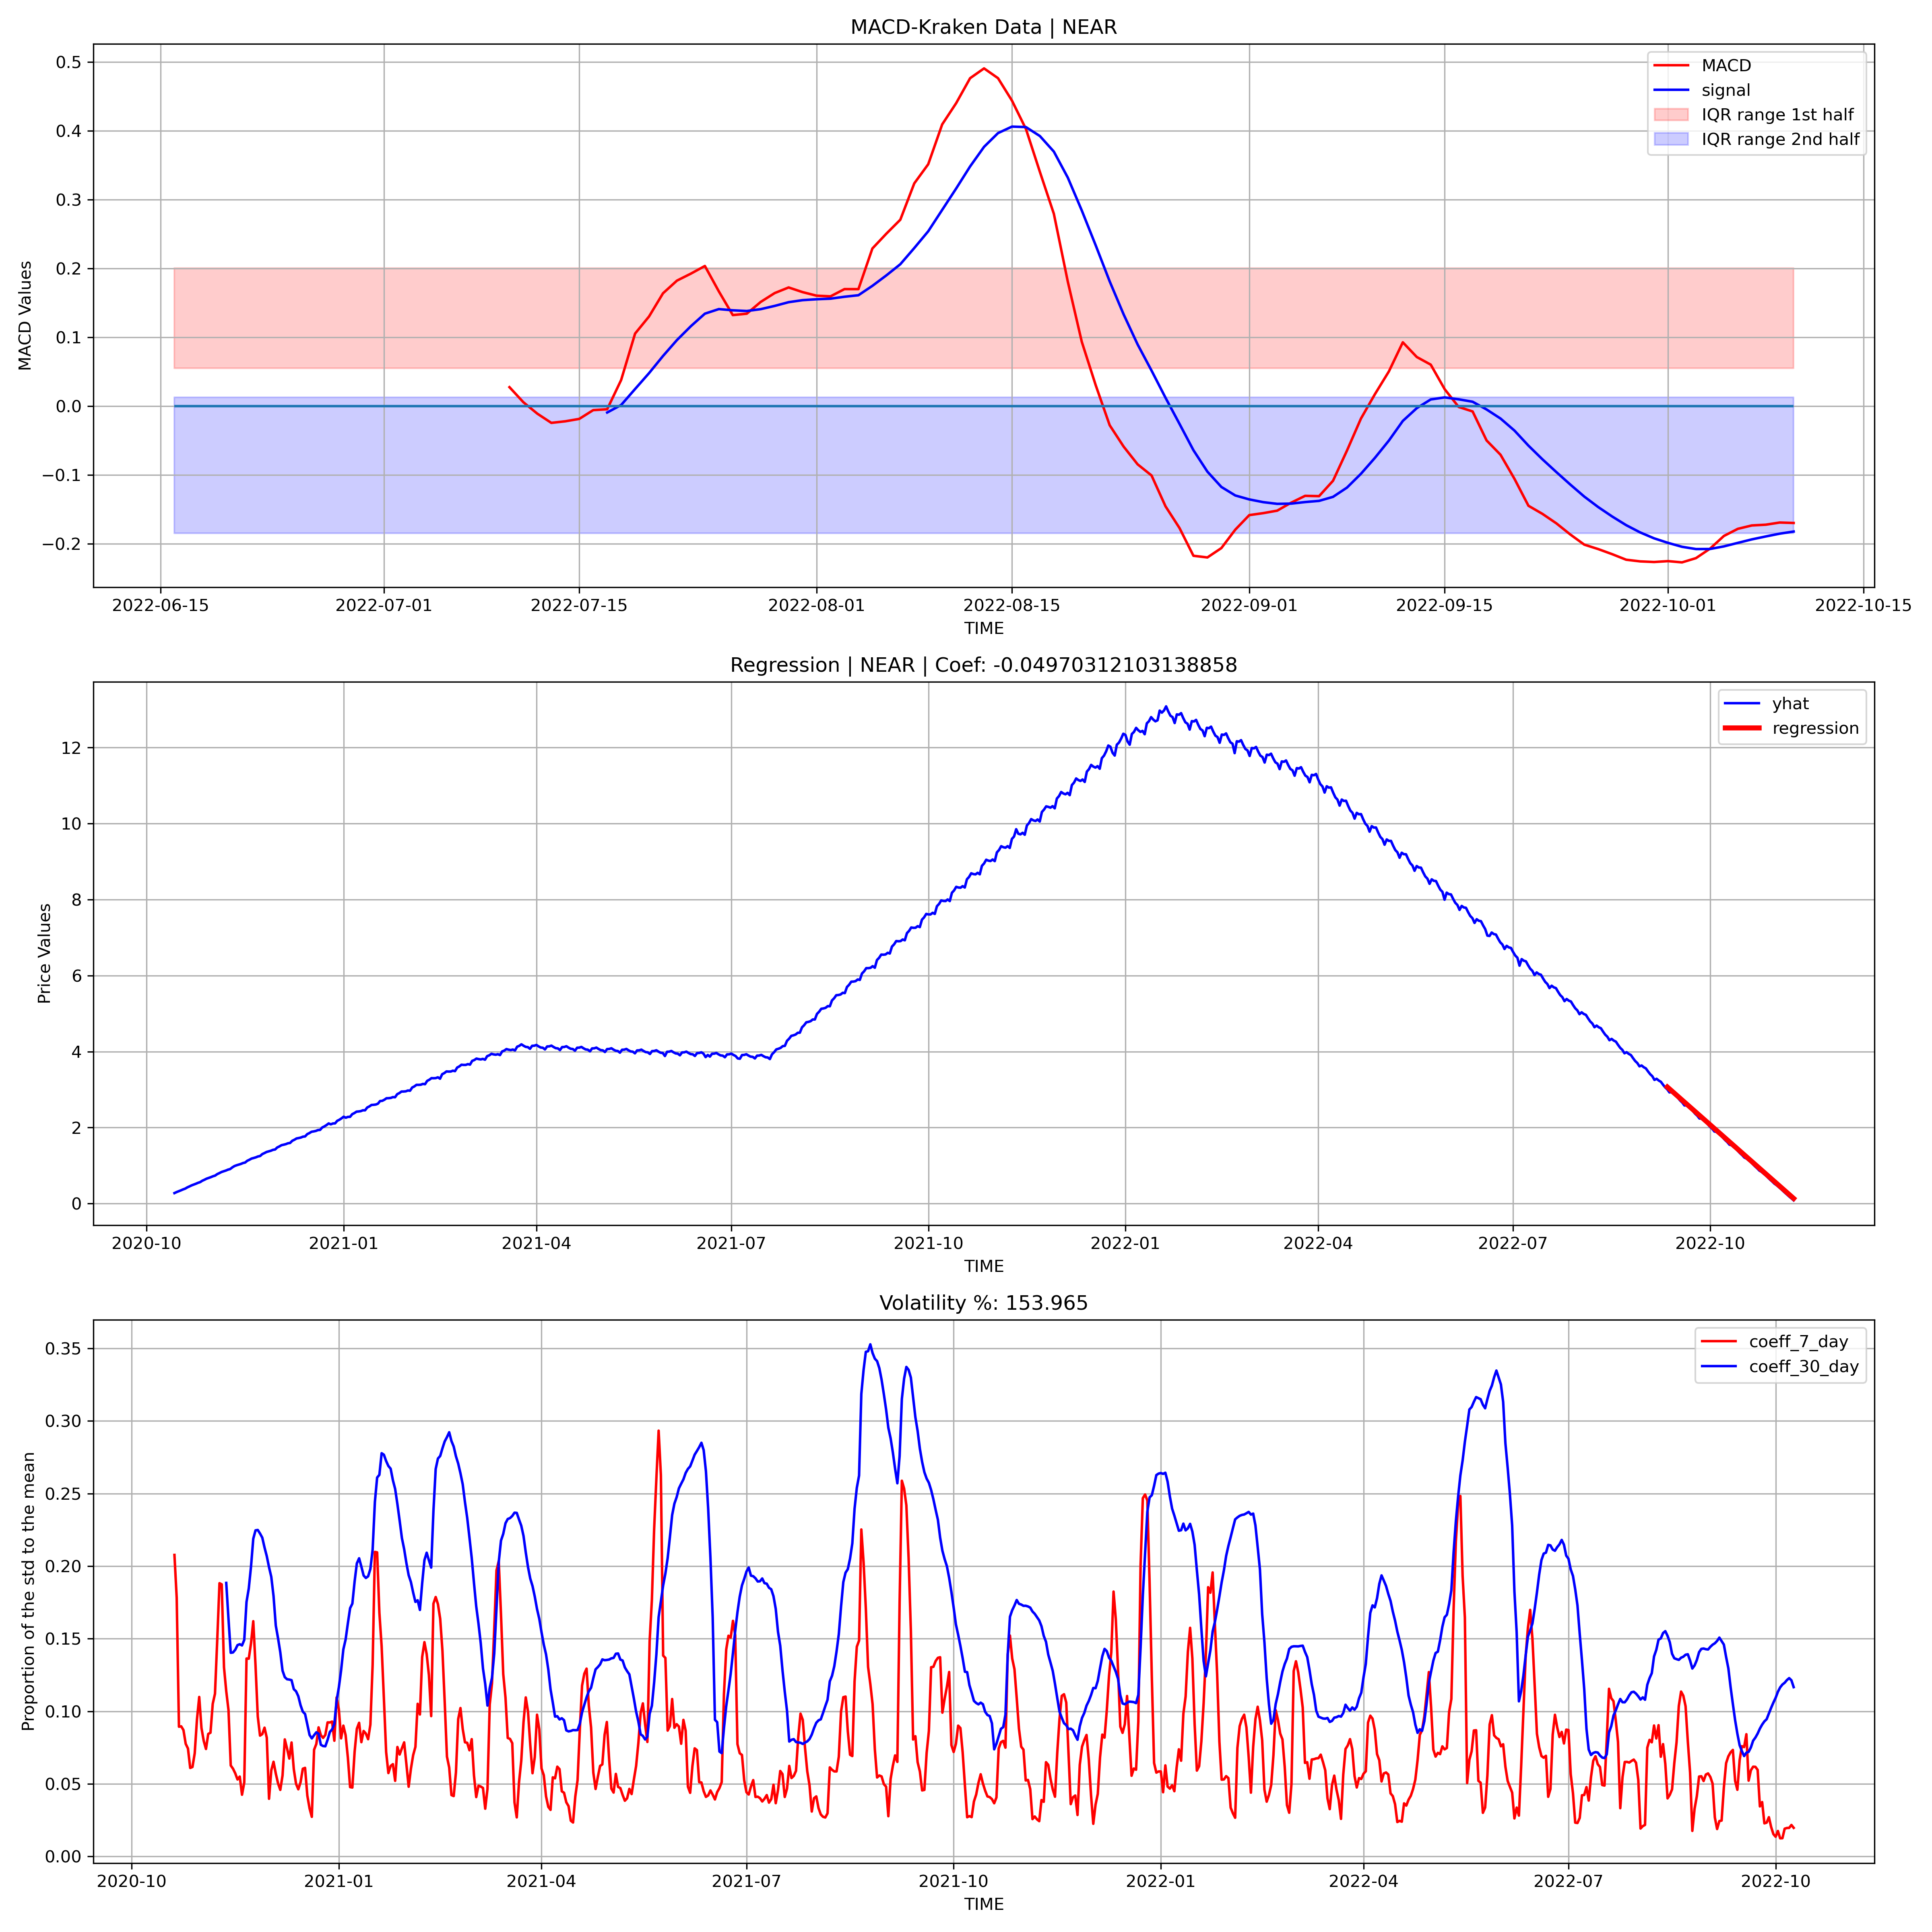 MACD-Kraken Data | NEAR
MACD Values
0.5
0.4
0.3
0.2
0.1
0.0
−0.1
−0.2
MACD
signal
IQR range 1st half
IQR range 2nd half
2022-06-15 2022-07-01 2022-07-15 2022-08-01 2022-08-15 2022-09-01 2022-09-15 2022-10-01 2022-10-15
TIME
Regression | NEAR | Coef: -0.04970312103138858
Price Values
12
10
8
6
4
2
0
yhat
regression
2020-10 2021-01 2021-04 2021-07 2021-10 2022-01 2022-04 2022-07 2022-10
TIME
Volatility %: 153.965
Proportion of the std to the mean
0.35
0.30
0.25
0.20
0.15
0.10
0.05
0.00
coeff_7_day
coeff_30_day
2020-10 2021-01 2021-04 2021-07 2021-10 2022-01 2022-04 2022-07 2022-10
TIME